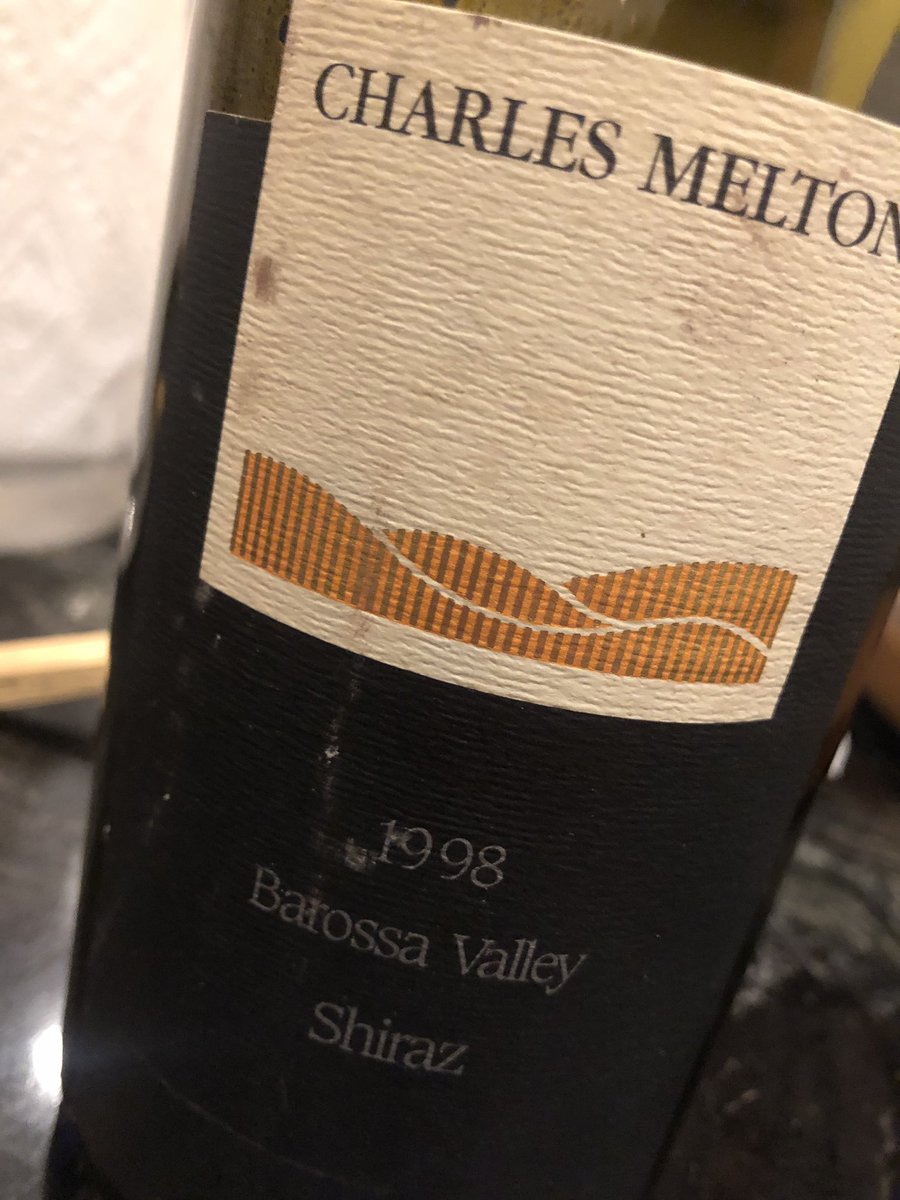 CHARLES MELTON
1998
Barossa Valley
Shiraz